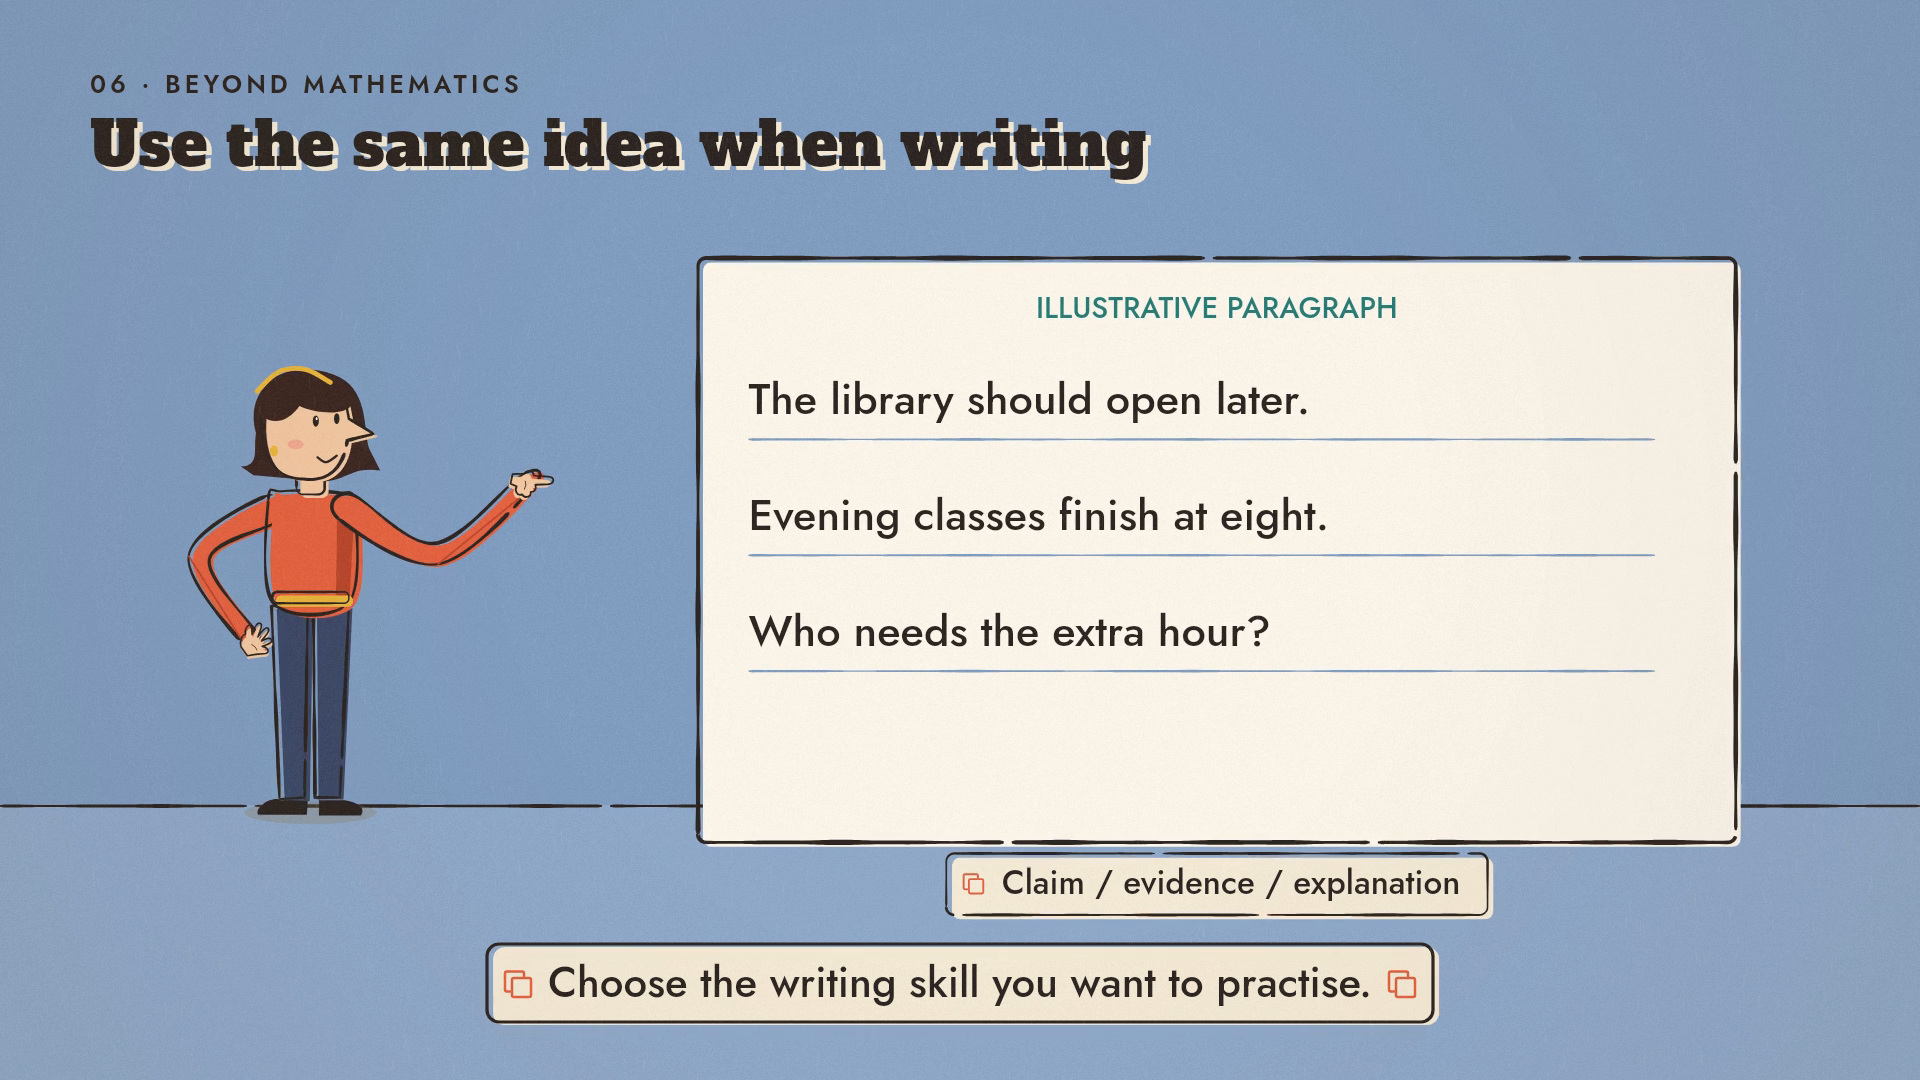 06 · BEYOND MATHEMATICS
Use the same idea when writing
ILLUSTRATIVE PARAGRAPH
The library should open later.
Evening classes finish at eight.
Who needs the extra hour?
Claim / evidence / explanation
Choose the writing skill you want to practise.